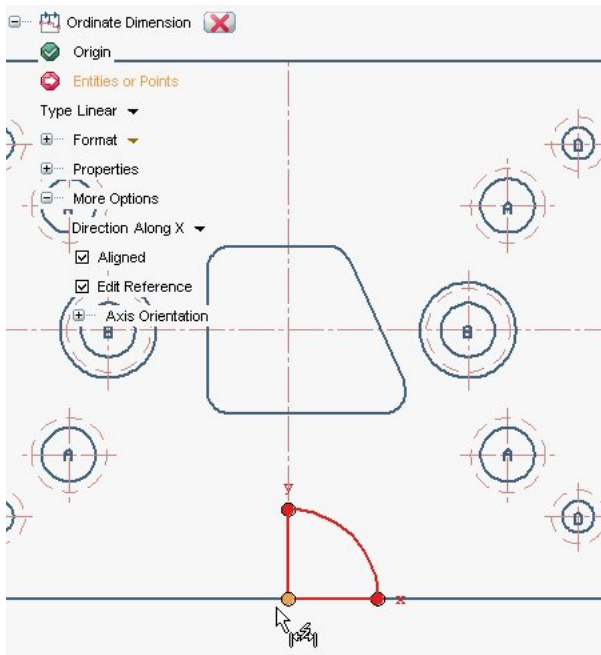 Ordinate Dimension
Origin
Entities or Points
Type Linear
Format
Properties
More Options
Direction Along X
Aligned
Edit Reference
Axis Orientation
D
A
A
B
B
A
A
D
y
x